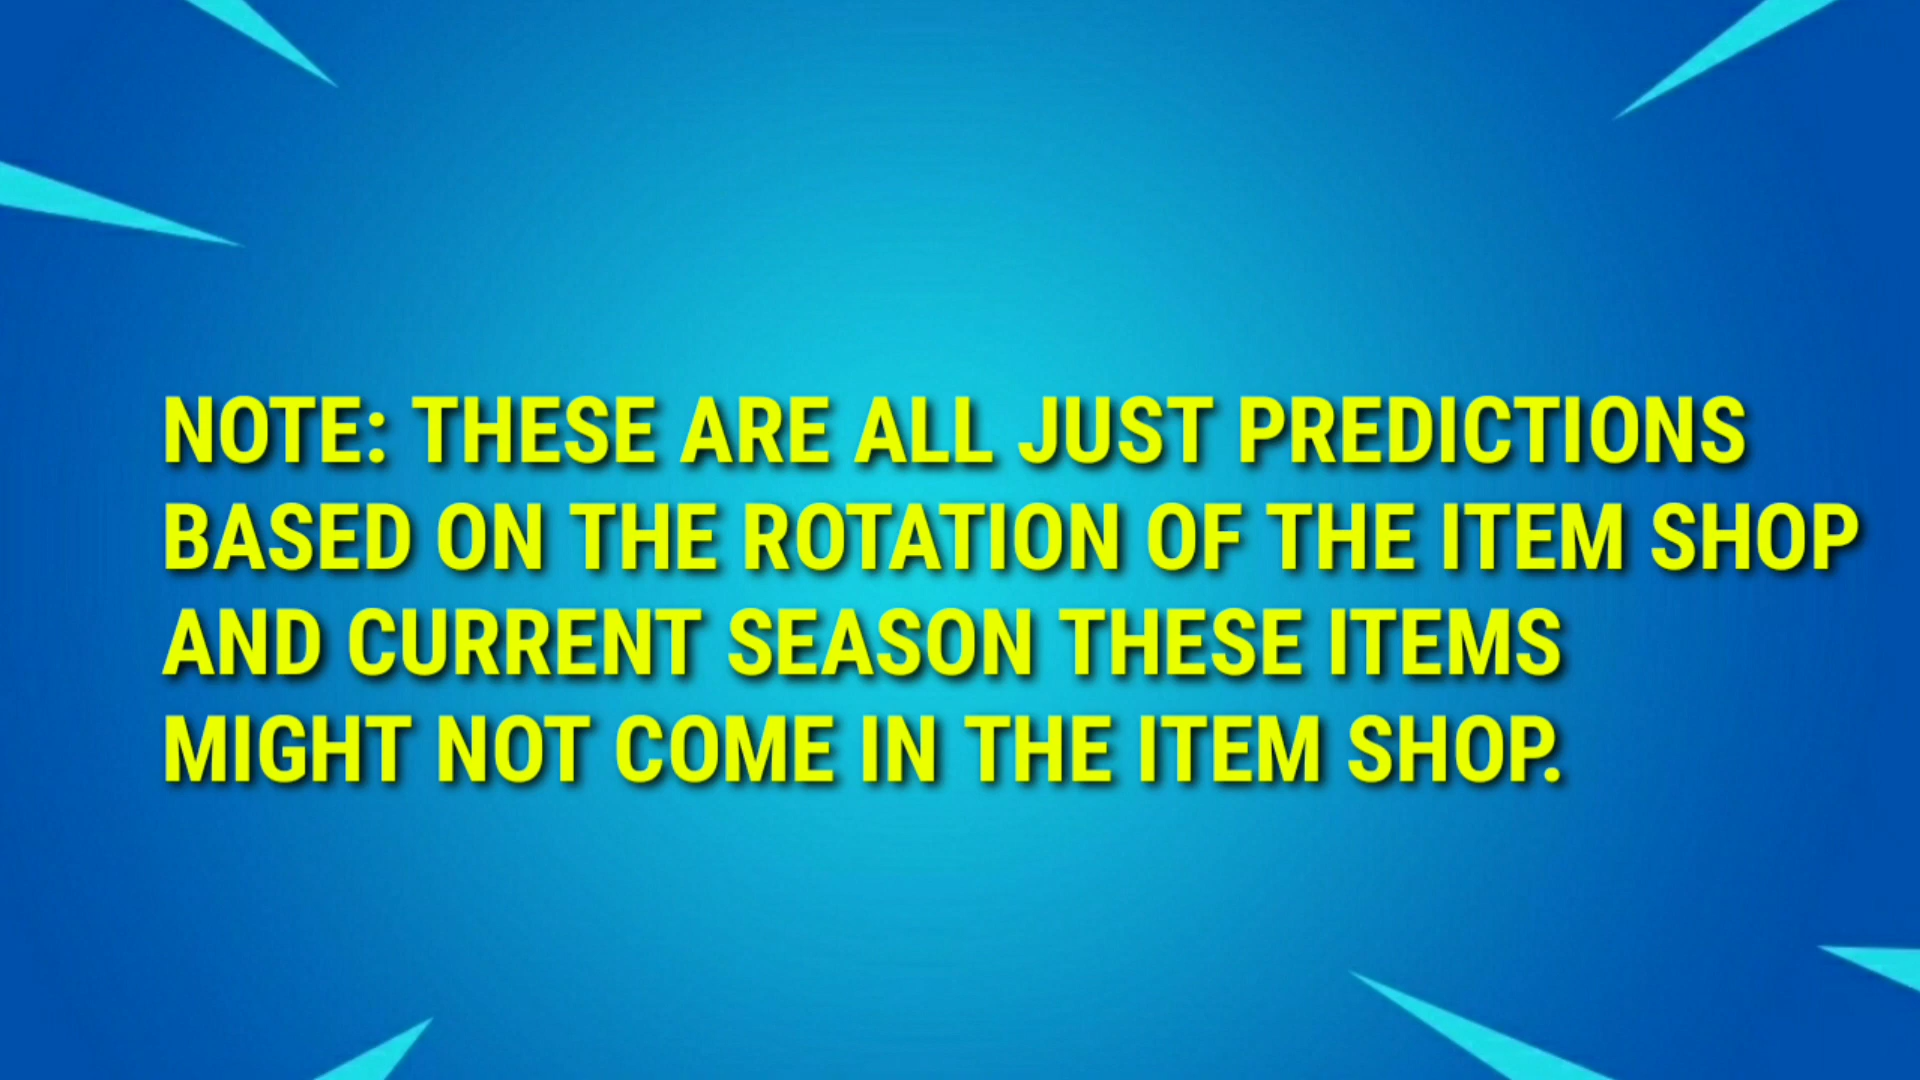 NOTE: THESE ARE ALL JUST PREDICTIONS
BASED ON THE ROTATION OF THE ITEM SHOP
AND CURRENT SEASON THESE ITEMS
MIGHT NOT COME IN THE ITEM SHOP.